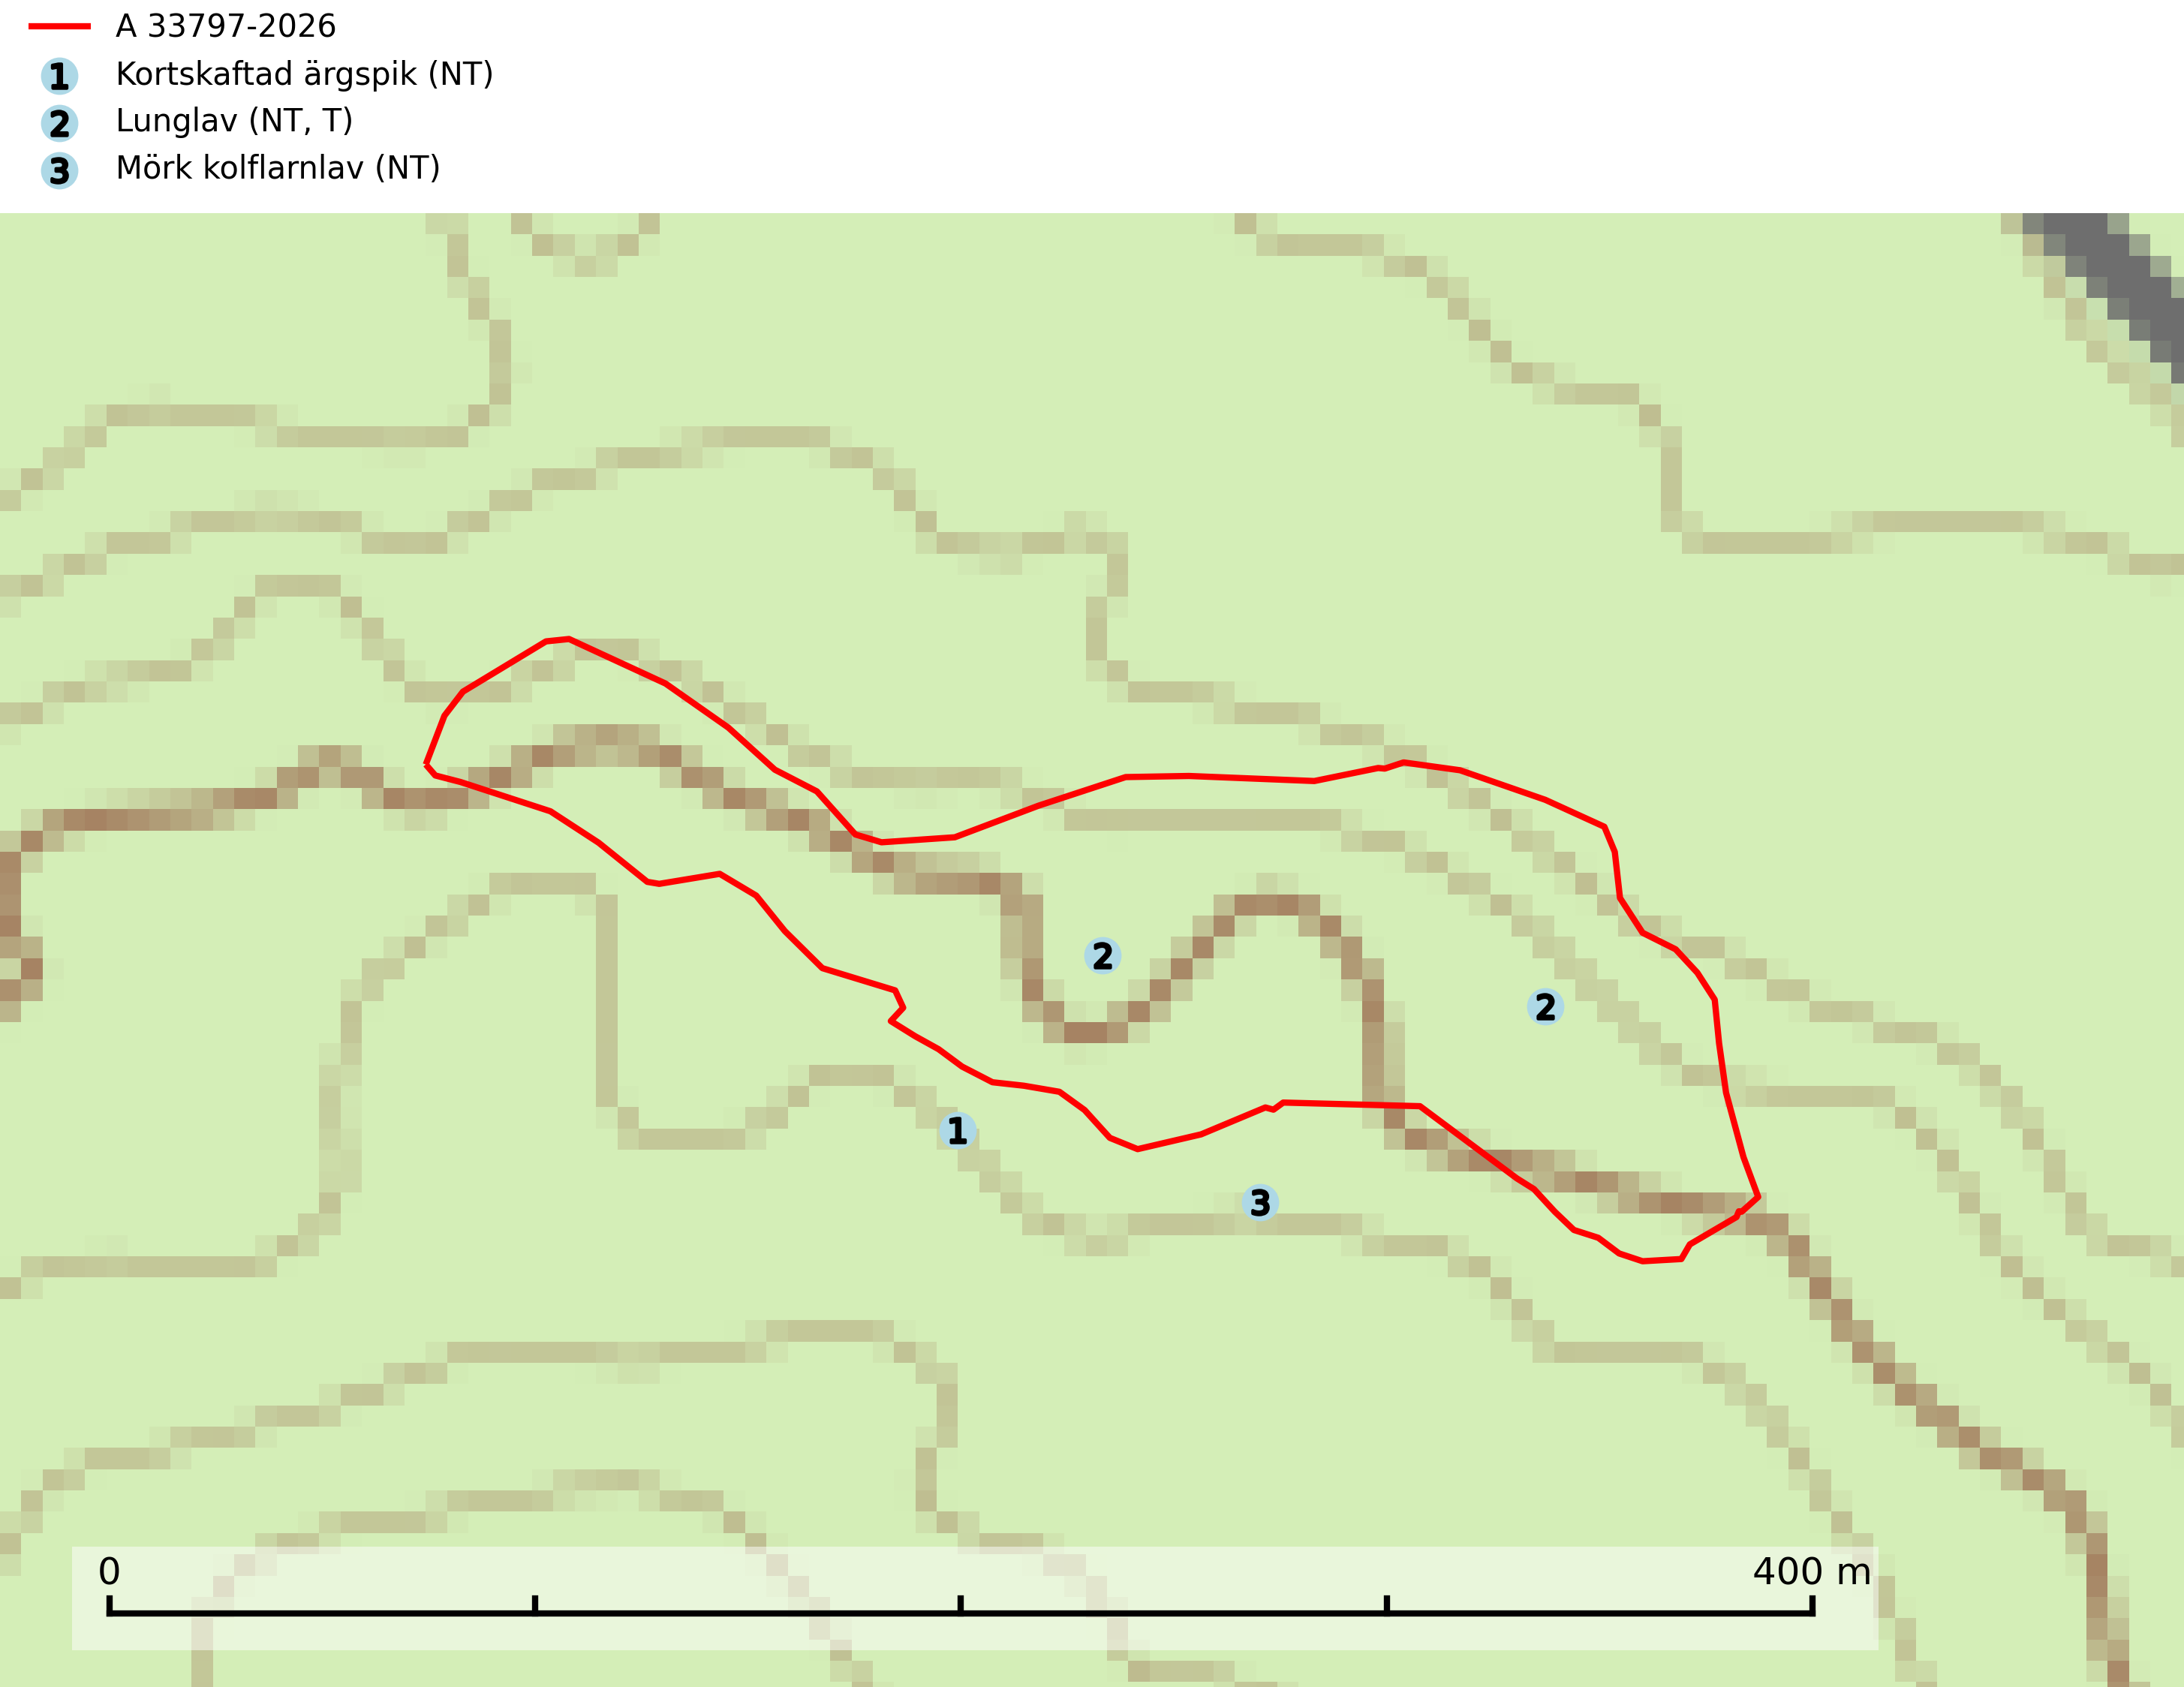 A 33797-2026
1 Kortskaftad ärgspik (NT)
2 Lunglav (NT, T)
3 Mörk kolflarnlav (NT)
2
2
1
3
0 400 m